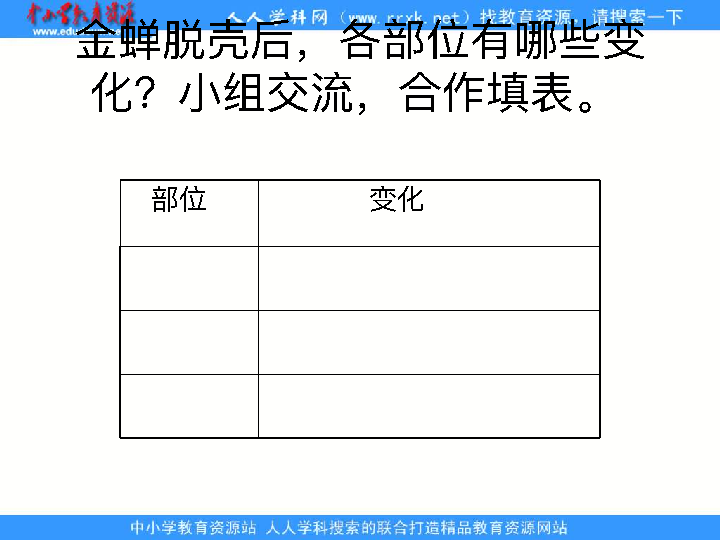 中小学教育资源
www.edu
人人学科网（www.rrxk.net）找教育资源，请搜索一下
金蝉脱壳后，各部位有哪些变
化？小组交流，合作填表。
部位 变化
中小学教育资源站 人人学科搜索的联合打造精品教育资源网站